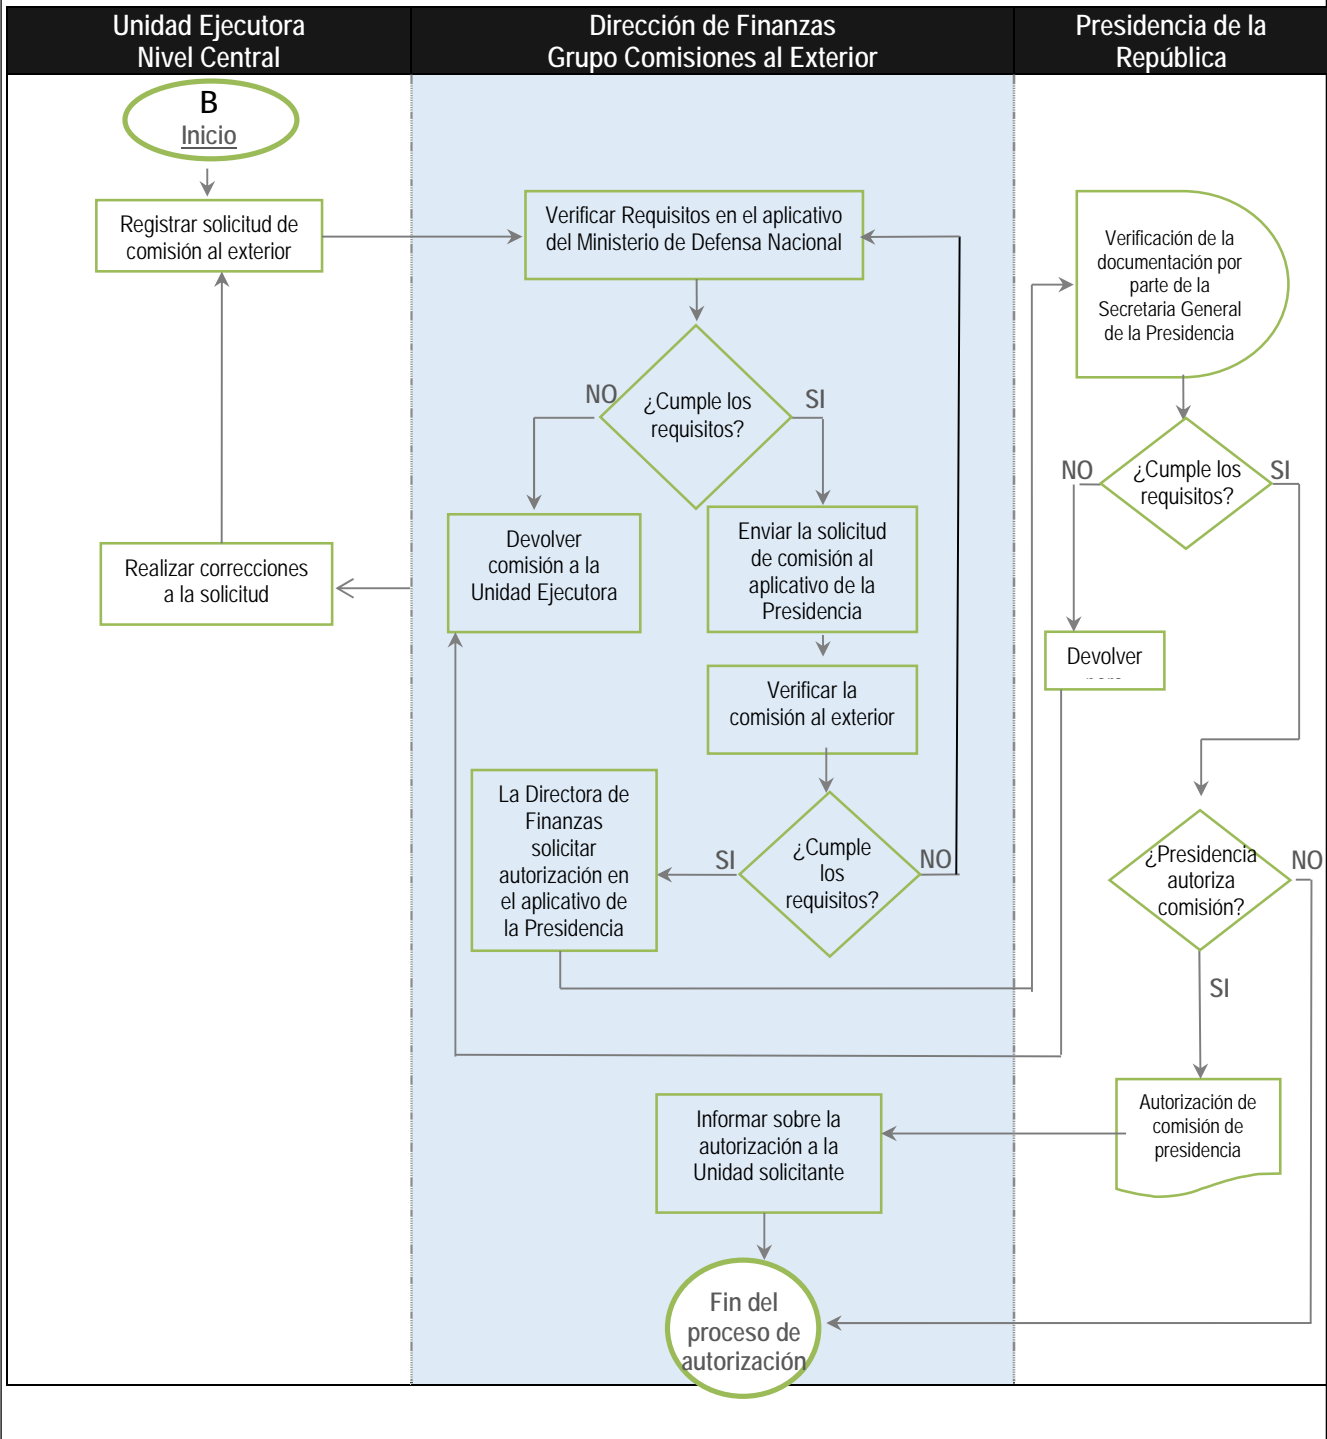 Unidad Ejecutora
Nivel Central
Dirección de Finanzas
Grupo Comisiones al Exterior
Presidencia de la
República
B
Inicio
Registrar solicitud de
comisión al exterior
Verificar Requisitos en el aplicativo
del Ministerio de Defensa Nacional
Verificación de la
documentación por
parte de la
Secretaria General
de la Presidencia
NO
¿Cumple los
requisitos?
SI
NO
¿Cumple los
requisitos?
SI
Devolver
comisión a la
Unidad Ejecutora
Enviar la solicitud
de comisión al
aplicativo de la
Presidencia
Realizar correcciones
a la solicitud
Devolver
Verificar la
comisión al exterior
La Directora de
Finanzas
solicitar
autorización en
el aplicativo de
la Presidencia
SI
¿Cumple
los
requisitos?
NO
¿Presidencia
autoriza
comisión?
NO
SI
Informar sobre la
autorización a la
Unidad solicitante
Autorización de
comisión de
presidencia
Fin del
proceso de
autorización